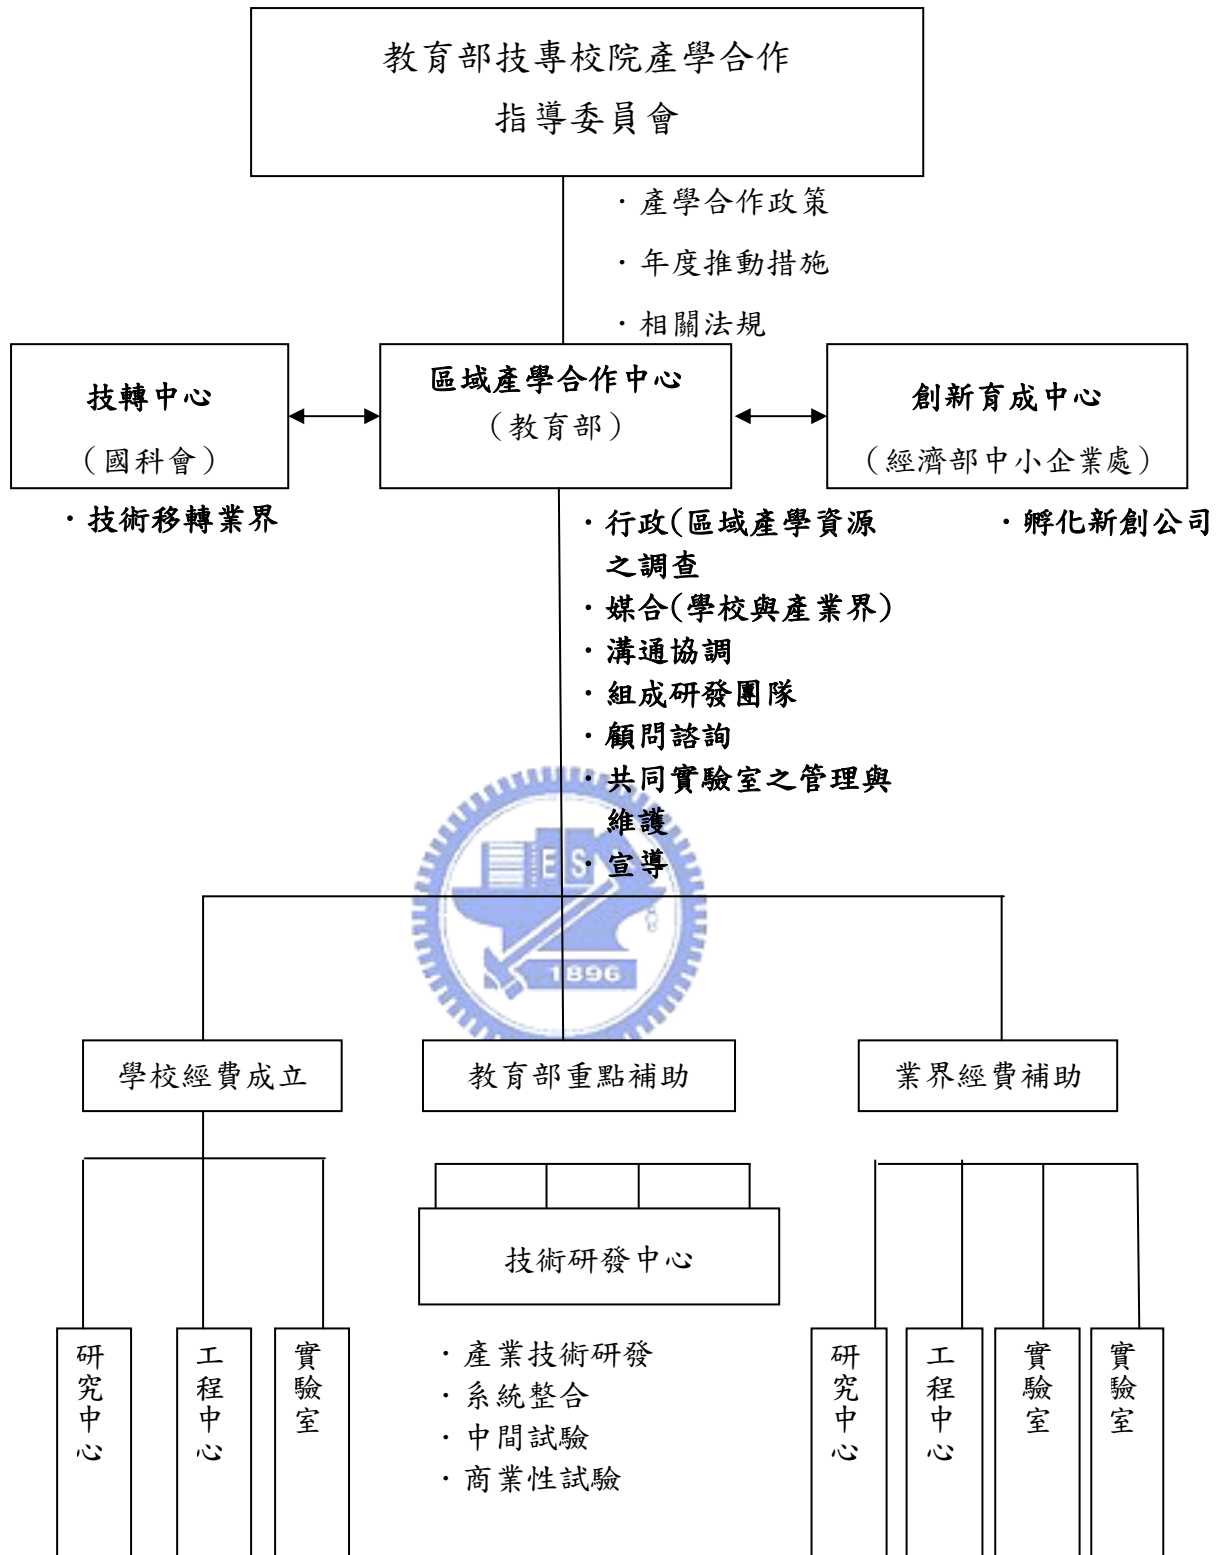 教育部技專校院產學合作
指導委員會
·產學合作政策
·年度推動措施
·相關法規
技轉中心
（國科會）
區域產學合作中心
（教育部）
創新育成中心
（經濟部中小企業處）
·技術移轉業界
·行政(區域產學資源
之調查
·媒合(學校與產業界)
·溝通協調
·組成研發團隊
·顧問諮詢
·共同實驗室之管理與
維護
·宣導
·孵化新創公司
ES
1896
學校經費成立
教育部重點補助
業界經費補助
技術研發中心
研究中心
工程中心
實驗室
·產業技術研發
·系統整合
·中間試驗
·商業性試驗
研究中心
工程中心
實驗室
實驗室